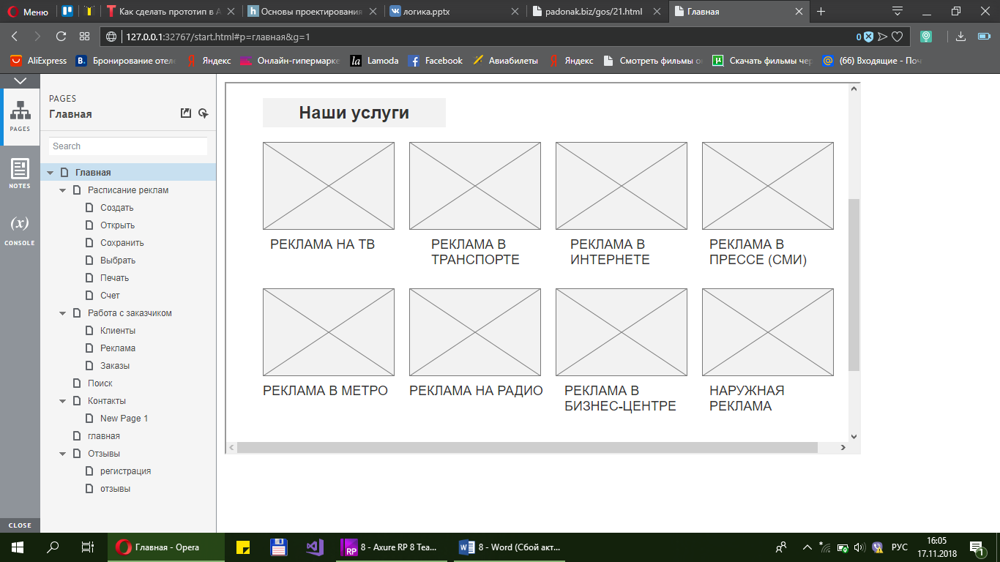 Меню
Как сделать прототип в A
Основы проектирования
логика.pptx
padonak.biz/gos/21.html
Главная
127.0.0.1:32767/start.html#p=главная&g=1
0
AliExpress
Бронирование отеле
Яндекс
Онлайн-гипермарке
Lamoda
Facebook
Авиабилеты
Яндекс
Смотреть фильмы о
Скачать фильмы чер
(66) Входящие - Поч
PAGES
Главная
PAGES
NOTES
(x)
CONSOLE
CLOSE
Search
Главная
Расписание реклам
Создать
Открыть
Сохранить
Выбрать
Печать
Счет
Работа с заказчиком
Клиенты
Реклама
Заказы
Поиск
Контакты
New Page 1
главная
Отзывы
регистрация
отзывы
Наши услуги
РЕКЛАМА НА ТВ
РЕКЛАМА В
ТРАНСПОРТЕ
РЕКЛАМА В
ИНТЕРНЕТЕ
РЕКЛАМА В
ПРЕССЕ (СМИ)
РЕКЛАМА В МЕТРО
РЕКЛАМА НА РАДИО
РЕКЛАМА В
БИЗНЕС-ЦЕНТРЕ
НАРУЖНАЯ
РЕКЛАМА
Главная - Opera
8 - Axure RP 8 Tea...
8 - Word (Сбой акт...
РУС
16:05
17.11.2018
1